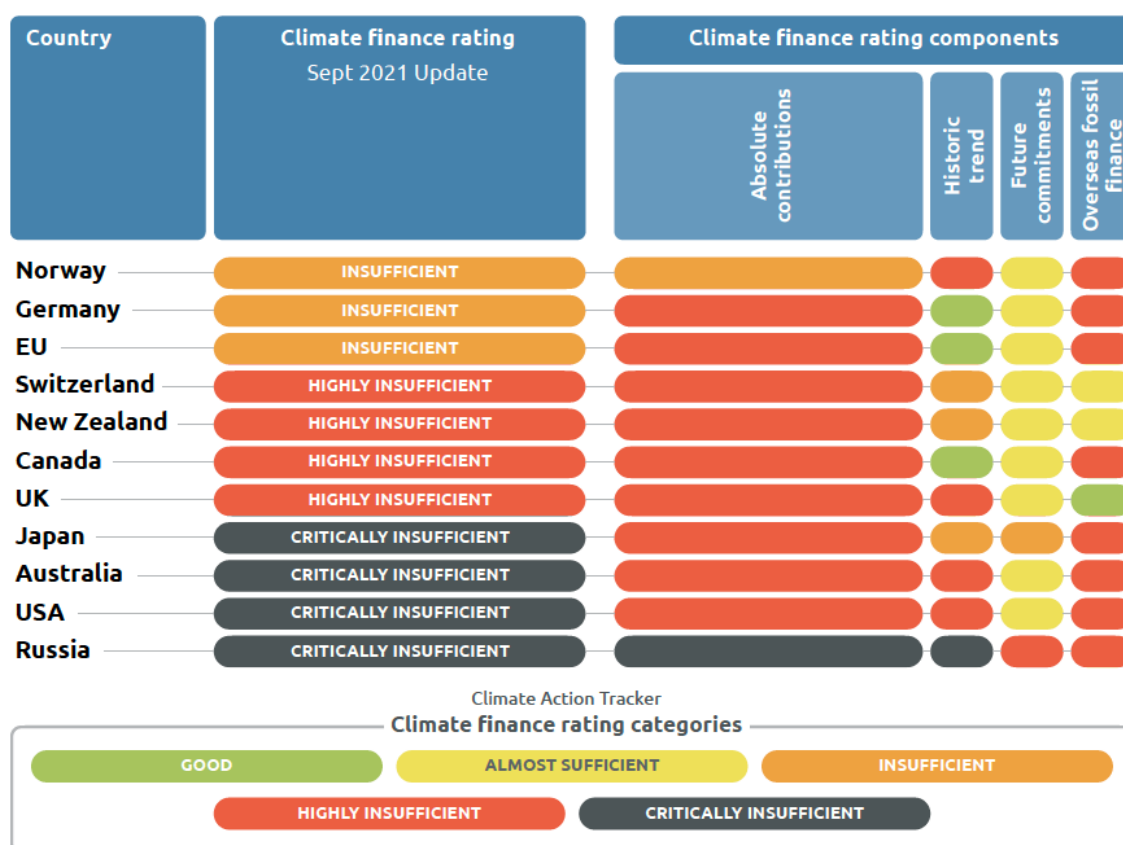 Country
Climate finance rating
Sept 2021 Update
Climate finance rating components
Absolute
contributions
Historic
trend
Future
commitments
Overseas fossil
finance
Norway INSUFFICIENT
Germany INSUFFICIENT
EU INSUFFICIENT
Switzerland HIGHLY INSUFFICIENT
New Zealand HIGHLY INSUFFICIENT
Canada HIGHLY INSUFFICIENT
UK HIGHLY INSUFFICIENT
Japan CRITICALLY INSUFFICIENT
Australia CRITICALLY INSUFFICIENT
USA CRITICALLY INSUFFICIENT
Russia CRITICALLY INSUFFICIENT
Climate Action Tracker
Climate finance rating categories
GOOD ALMOST SUFFICIENT INSUFFICIENT
HIGHLY INSUFFICIENT CRITICALLY INSUFFICIENT